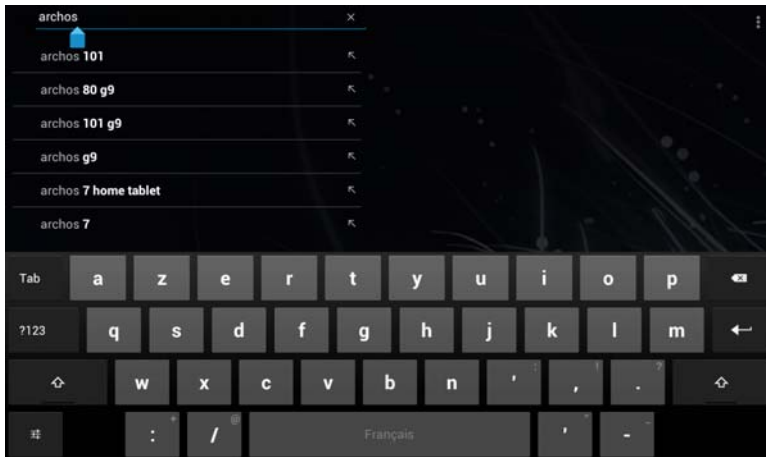 archos
archos 101
archos 80 g9
archos 101 g9
archos g9
archos 7 home tablet
archos 7
Tab a z e r t y u i o p
?123 q s d f g h j k l m
w x c v b n ' : , ! . ?
: + / @ Français ' " - _